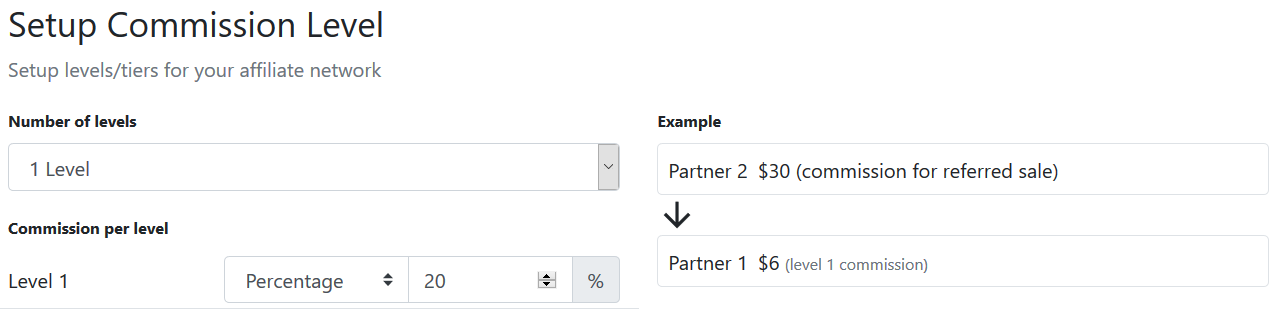 Setup Commission Level
Setup levels/tiers for your affiliate network
Number of levels
1 Level
Commission per level
Level 1 Percentage 20 %
Example
Partner 2 $30 (commission for referred sale)
Partner 1 $6 (level 1 commission)